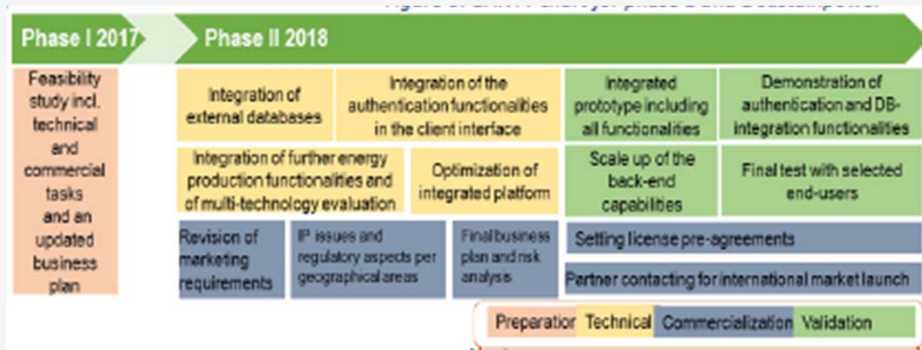 Phase I 2017
Phase II 2018
Feasibility
study incl.
technical
and
commercial
tasks
and an
updated
business
plan
Integration of
external databases
Integration of the
authentication functionalities
in the client interface
Integrated
prototype including
all functionalities
Demonstration of
authentication and DB-
integration functionalities
Integration of further energy
production functionalities and
of multi-technology evaluation
Optimization of
integrated platform
Scale up of the
back-end
capabilities
Final test with selected
end-users
Revision of
marketing
requirements
IP issues and
regulatory aspects per
geographical areas
Final business
plan and risk
analysis
Setting license pre-agreements
Partner contacting for international market launch
Preparation Technical Commercialization Validation